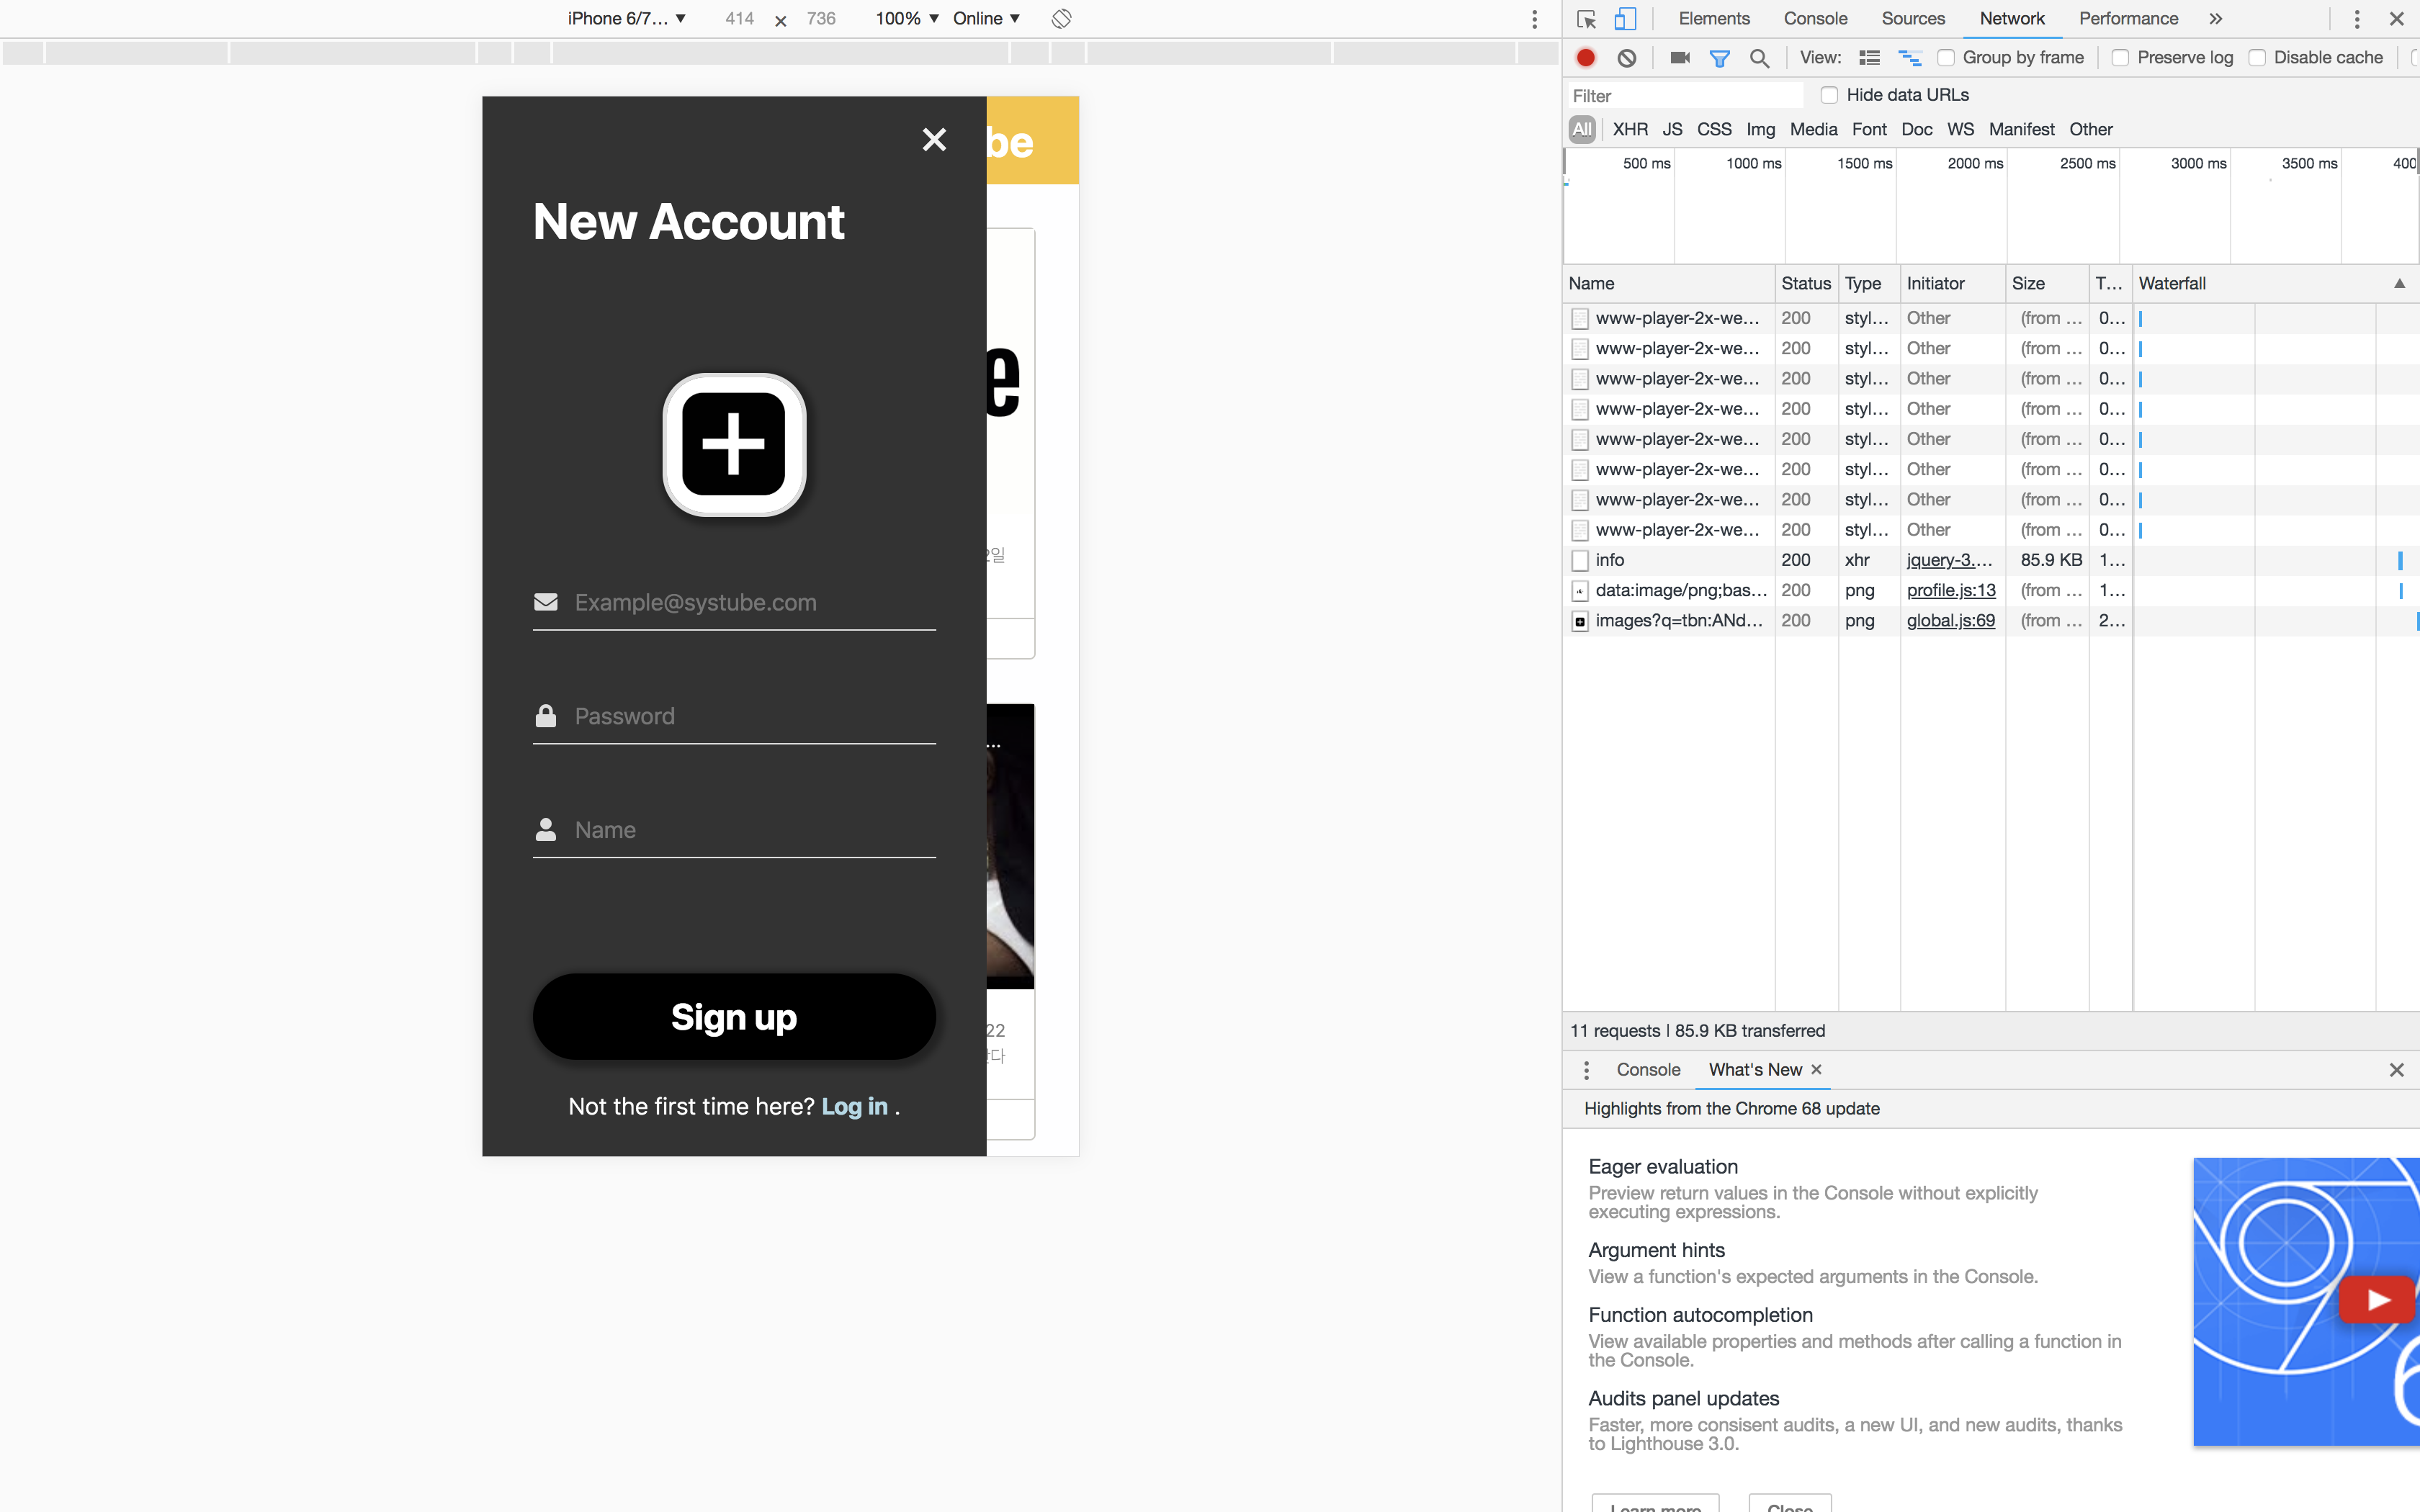 iPhone 6/7… ▼ 414 × 736 100% ▼ Online ▼
Elements Console Sources Network Performance »
View: Group by frame Preserve log Disable cache
Filter Hide data URLs
All XHR JS CSS Img Media Font Doc WS Manifest Other
500 ms 1000 ms 1500 ms 2000 ms 2500 ms 3000 ms 3500 ms 400
Name Status Type Initiator Size T… Waterfall ▲
www-player-2x-we… 200 styl… Other (from … 0…
www-player-2x-we… 200 styl… Other (from … 0…
www-player-2x-we… 200 styl… Other (from … 0…
www-player-2x-we… 200 styl… Other (from … 0…
www-player-2x-we… 200 styl… Other (from … 0…
www-player-2x-we… 200 styl… Other (from … 0…
www-player-2x-we… 200 styl… Other (from … 0…
www-player-2x-we… 200 styl… Other (from … 0…
info 200 xhr jquery-3.… 85.9 KB 1…
data:image/png;bas… 200 png profile.js:13 (from … 1…
images?q=tbn:ANd… 200 png global.js:69 (from … 2…
11 requests | 85.9 KB transferred
Console What's New ×
Highlights from the Chrome 68 update
Eager evaluation
Preview return values in the Console without explicitly
executing expressions.
Argument hints
View a function's expected arguments in the Console.
Function autocompletion
View available properties and methods after calling a function in
the Console.
Audits panel updates
Faster, more consisent audits, a new UI, and new audits, thanks
to Lighthouse 3.0.
Learn more Close
be
New Account
e
2일
Example@systube.com
Password
…
Name
Sign up
22
다
Not the first time here? Log in .